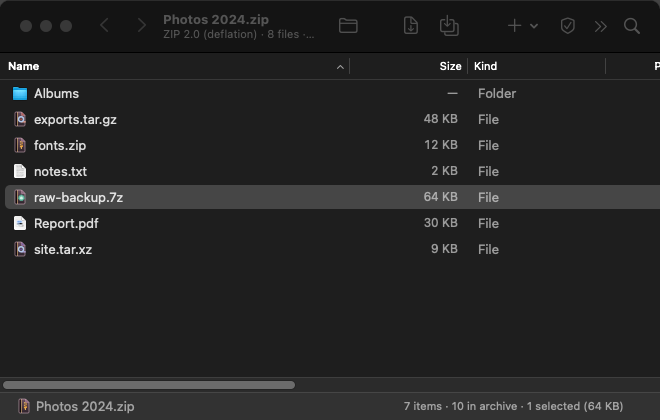 Photos 2024.zip
ZIP 2.0 (deflation) · 8 files ·...
Name Size Kind P
Albums — Folder
exports.tar.gz 48 KB File
fonts.zip 12 KB File
notes.txt 2 KB File
raw-backup.7z 64 KB File
Report.pdf 30 KB File
site.tar.xz 9 KB File
Photos 2024.zip 7 items · 10 in archive · 1 selected (64 KB)